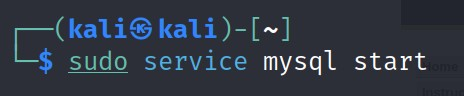 ┌──(kali㉿kali)-[~]
└─$ sudo service mysql start